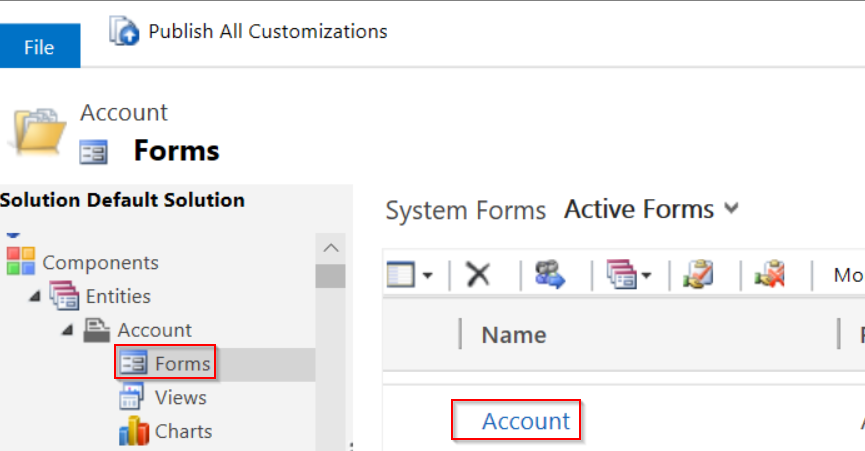 File
Publish All Customizations
Account
Forms
Solution Default Solution
Components
Entities
Account
Forms
Views
Charts
System Forms Active Forms
Name
Account